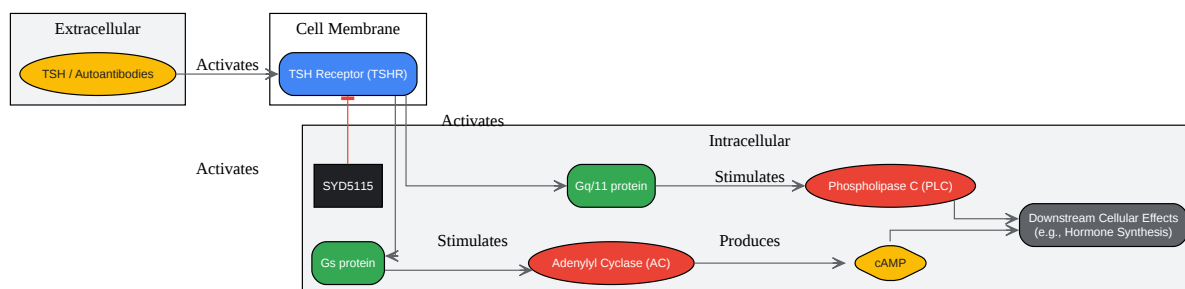 Extracellular
Cell Membrane
TSH / Autoantibodies
Activates
TSH Receptor (TSHR)
Activates
Intracellular
Activates
SYD5115
Gq/11 protein
Stimulates
Phospholipase C (PLC)
Downstream Cellular Effects
(e.g., Hormone Synthesis)
Gs protein
Stimulates
Adenylyl Cyclase (AC)
Produces
cAMP